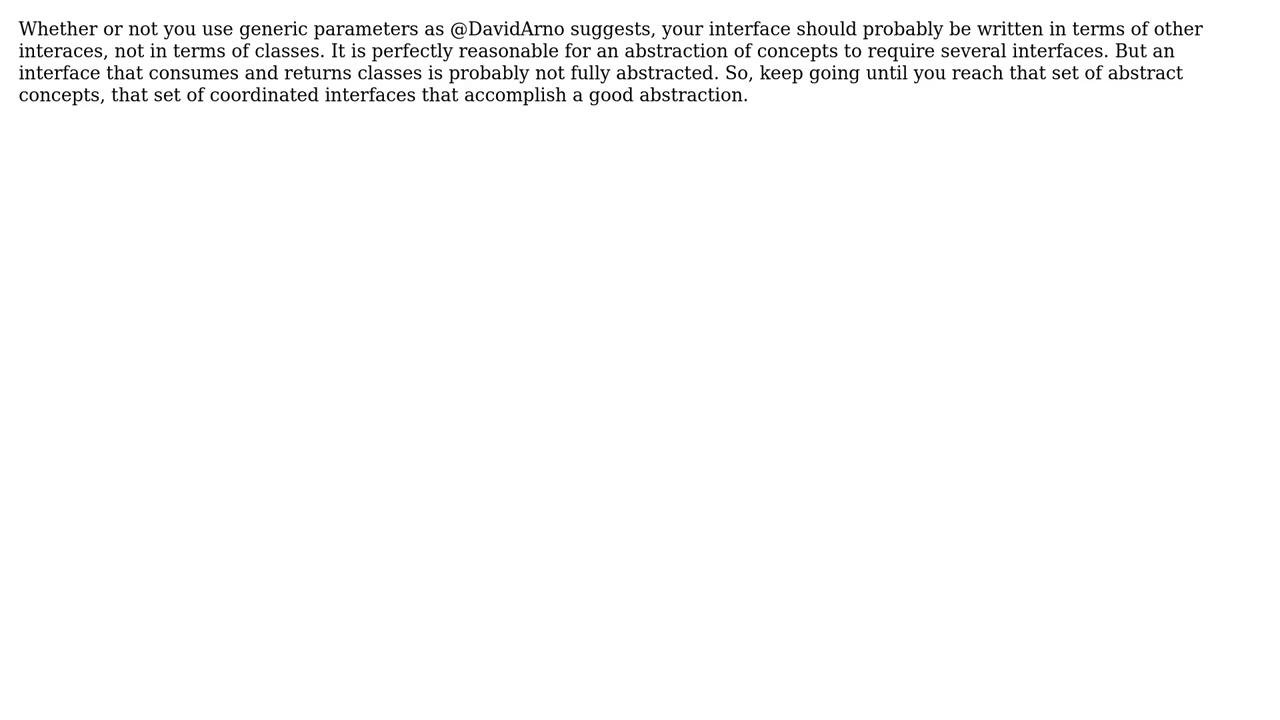 Whether or not you use generic parameters as @DavidArno suggests, your interface should probably be written in terms of other
interaces, not in terms of classes. It is perfectly reasonable for an abstraction of concepts to require several interfaces. But an
interface that consumes and returns classes is probably not fully abstracted. So, keep going until you reach that set of abstract
concepts, that set of coordinated interfaces that accomplish a good abstraction.